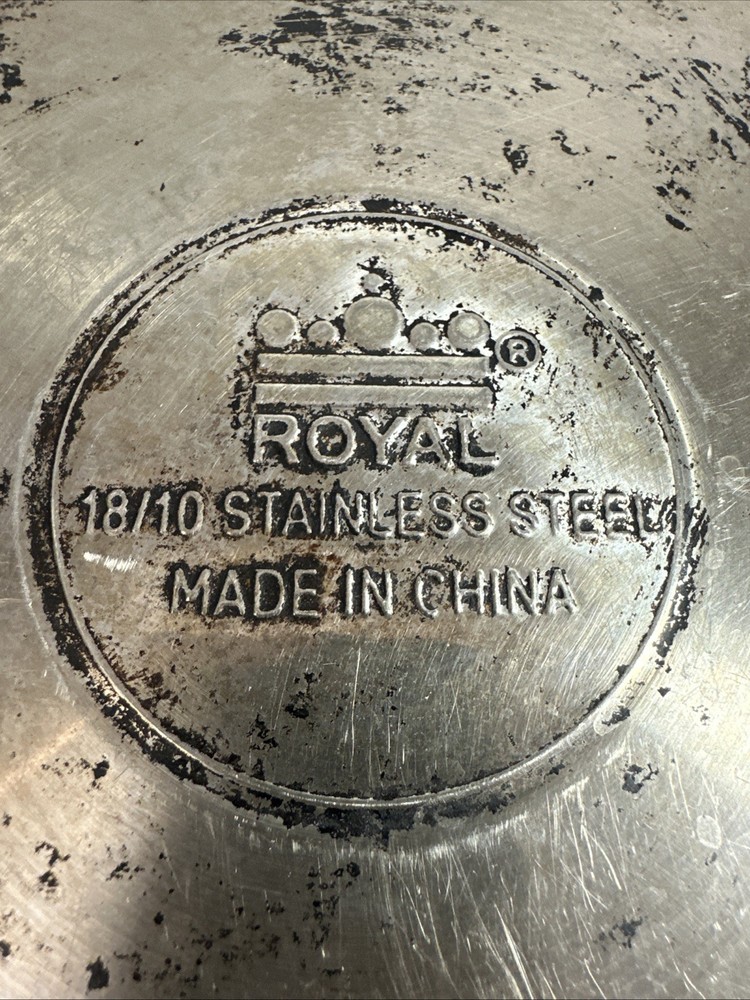 ®
ROYAL
18/10 STAINLESS STEEL
MADE IN CHINA